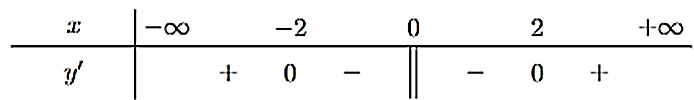 x −∞ −2 0 2 +∞
y′ + 0 − || − 0 +